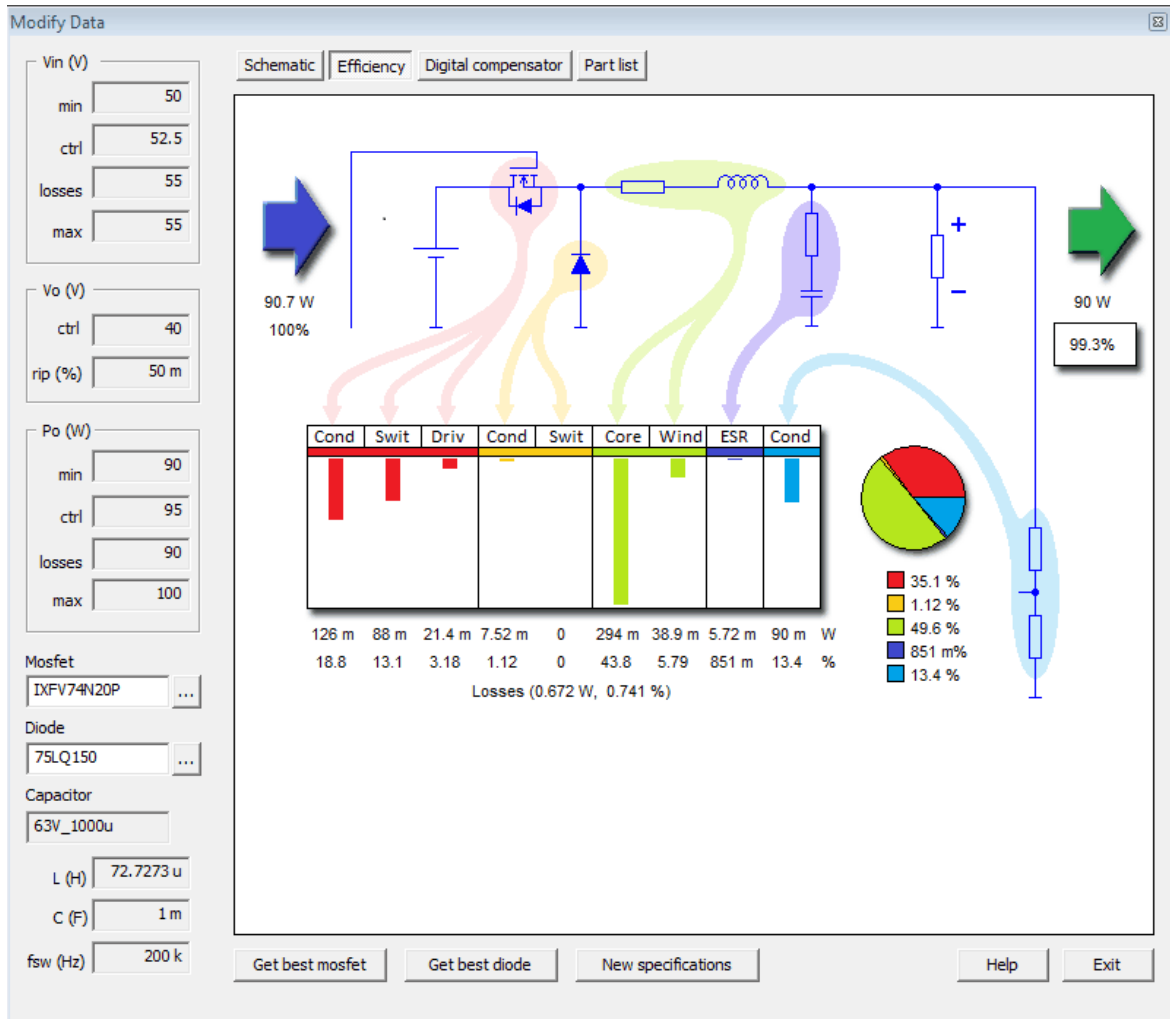 Modify Data
Vin (V)
min 50
ctrl 52.5
losses 55
max 55
Vo (V)
ctrl 40
rip (%) 50 m
Po (W)
min 90
ctrl 95
losses 90
max 100
Mosfet
IXFV74N20P ...
Diode
75LQ150 ...
Capacitor
63V_1000u
L (H) 72.7273 u
C (F) 1 m
fsw (Hz) 200 k
Schematic Efficiency Digital compensator Part list
90.7 W
100%
+
−
90 W
99.3%
Cond Swit Driv Cond Swit Core Wind ESR Cond
126 m 88 m 21.4 m 7.52 m 0 294 m 38.9 m 5.72 m 90 m W
18.8 13.1 3.18 1.12 0 43.8 5.79 851 m 13.4 %
Losses (0.672 W, 0.741 %)
35.1 %
1.12 %
49.6 %
851 m%
13.4 %
Get best mosfet Get best diode New specifications Help Exit